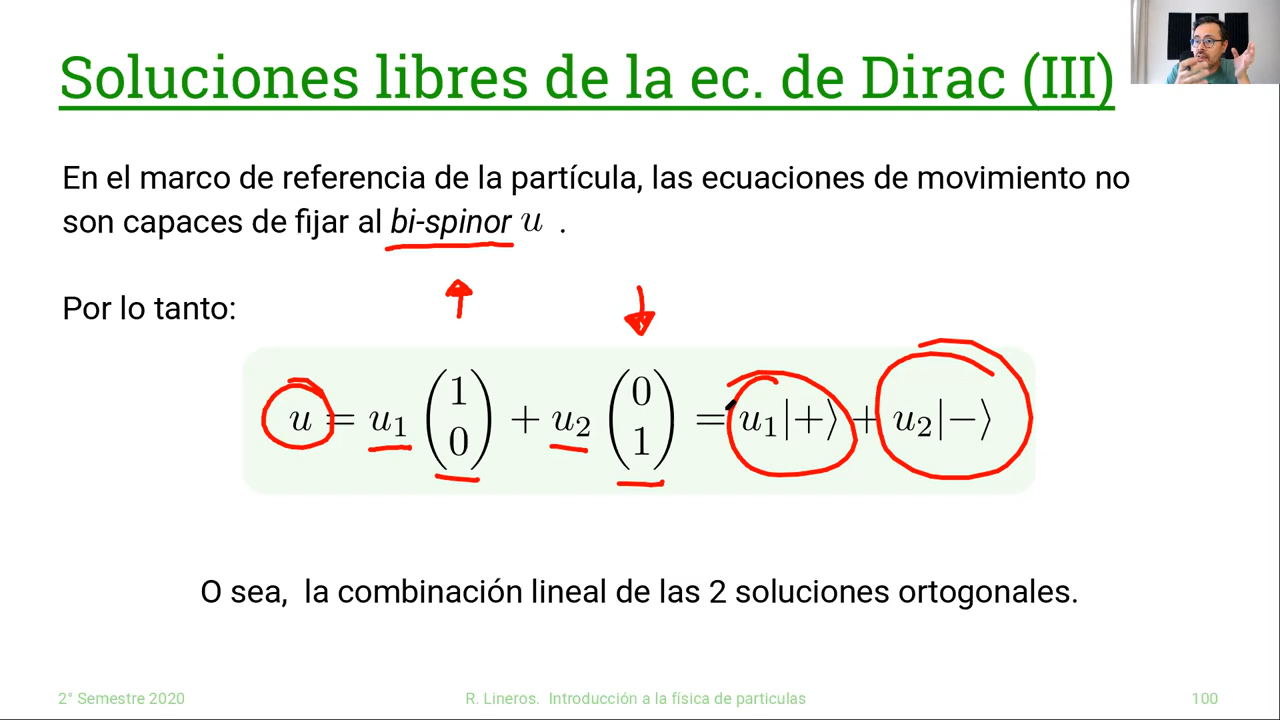 Soluciones libres de la ec. de Dirac (III)
En el marco de referencia de la partícula, las ecuaciones de movimiento no
son capaces de fijar al bi-spinor u .
Por lo tanto:
u = u₁ (1 0) + u₂ (0 1) = u₁|+⟩ + u₂|−⟩
O sea, la combinación lineal de las 2 soluciones ortogonales.
2° Semestre 2020 R. Lineros. Introducción a la física de particulas 100